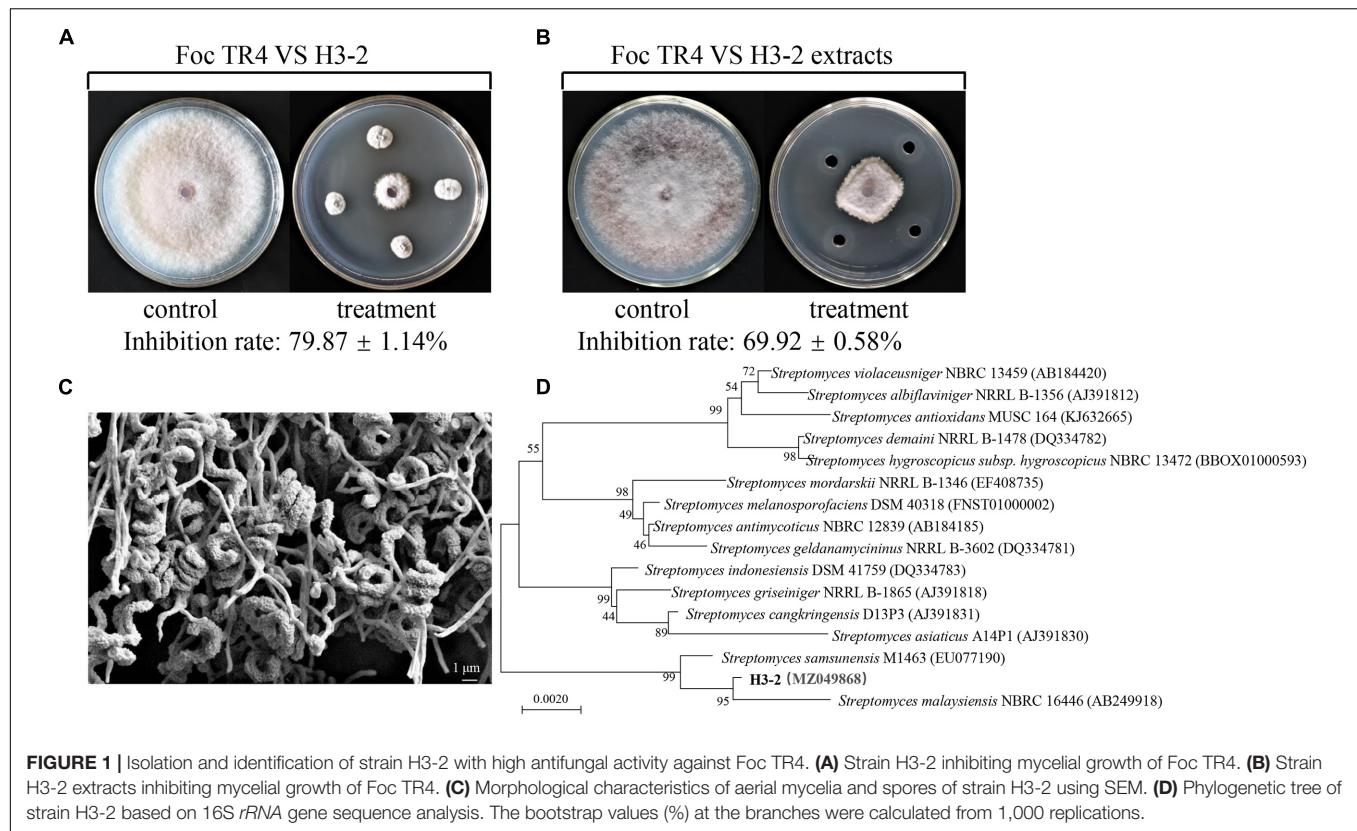 A
Foc TR4 VS H3-2
control
treatment
Inhibition rate: 79.87 ± 1.14%
B
Foc TR4 VS H3-2 extracts
control
treatment
Inhibition rate: 69.92 ± 0.58%
C
1 μm
D
72
Streptomyces violaceusniger NBRC 13459 (AB184420)
54
Streptomyces albiflaviniger NRRL B-1356 (AJ391812)
99
Streptomyces antioxidans MUSC 164 (KJ632665)
Streptomyces demaini NRRL B-1478 (DQ334782)
98
Streptomyces hygroscopicus subsp. hygroscopicus NBRC 13472 (BBOX01000593)
55
Streptomyces mordarskii NRRL B-1346 (EF408735)
98
Streptomyces melanosporofaciens DSM 40318 (FNST01000002)
49
Streptomyces antimycoticus NBRC 12839 (AB184185)
46
Streptomyces geldanamycininus NRRL B-3602 (DQ334781)
Streptomyces indonesiensis DSM 41759 (DQ334783)
99
Streptomyces griseiniger NRRL B-1865 (AJ391818)
44
Streptomyces cangkringensis D13P3 (AJ391831)
89
Streptomyces asiaticus A14P1 (AJ391830)
Streptomyces samsunensis M1463 (EU077190)
99
H3-2 (MZ049868)
95
Streptomyces malaysiensis NBRC 16446 (AB249918)
0.0020
FIGURE 1 | Isolation and identification of strain H3-2 with high antifungal activity against Foc TR4. (A) Strain H3-2 inhibiting mycelial growth of Foc TR4. (B) Strain
H3-2 extracts inhibiting mycelial growth of Foc TR4. (C) Morphological characteristics of aerial mycelia and spores of strain H3-2 using SEM. (D) Phylogenetic tree of
strain H3-2 based on 16S rRNA gene sequence analysis. The bootstrap values (%) at the branches were calculated from 1,000 replications.